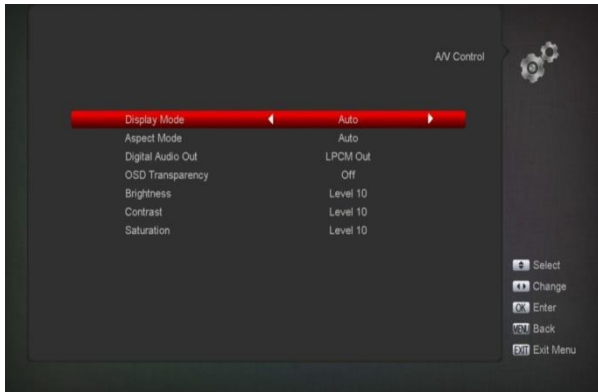 A/V Control
Display Mode Auto
Aspect Mode Auto
Digital Audio Out LPCM Out
OSD Transparency Off
Brightness Level 10
Contrast Level 10
Saturation Level 10
Select
Change
OK Enter
MENU Back
EXIT Exit Menu